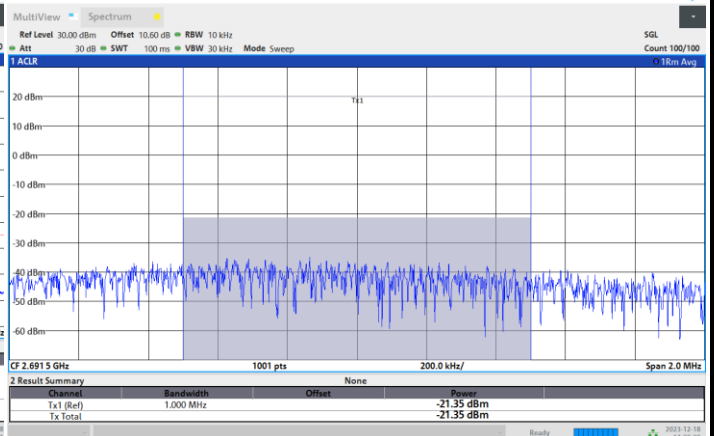 MultiView Spectrum
Ref Level 30.00 dBm Offset 10.60 dB RBW 10 kHz SGL
Att 30 dB SWT 100 ms VBW 30 kHz Mode Sweep Count 100/100
1 ACLR 1Rm Avg
Tx1
20 dBm
10 dBm
0 dBm
-10 dBm
-20 dBm
-30 dBm
-40 dBm
-50 dBm
-60 dBm
CF 2.691 5 GHz 1001 pts 200.0 kHz/ Span 2.0 MHz
2 Result Summary None
Channel Bandwidth Offset Power
Tx1 (Ref) 1.000 MHz -21.35 dBm
Tx Total -21.35 dBm
Ready 2023-12-18